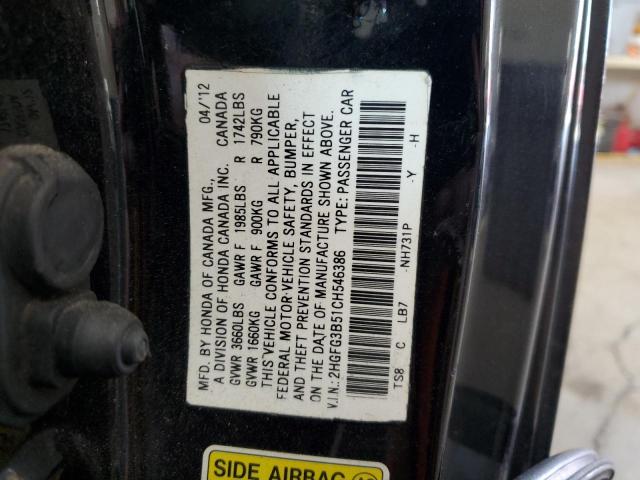 MFD. BY HONDA OF CANADA MFG., 04/12
A DIVISION OF HONDA CANADA INC. CANADA
GVWR 3660LBS GAWR F 1985LBS R 1742LBS
GVWR 1660KG GAWR F 900KG R 790KG
THIS VEHICLE CONFORMS TO ALL APPLICABLE
FEDERAL MOTOR-VEHICLE SAFETY, BUMPER,
AND THEFT PREVENTION STANDARDS IN EFFECT
ON THE DATE OF MANUFACTURE SHOWN ABOVE.
V.I.N.: 2HGFG3B51CH546386 TYPE: PASSENGER CAR
TS8 C LB7 -NH731P -Y -H
SIDE AIRBAG